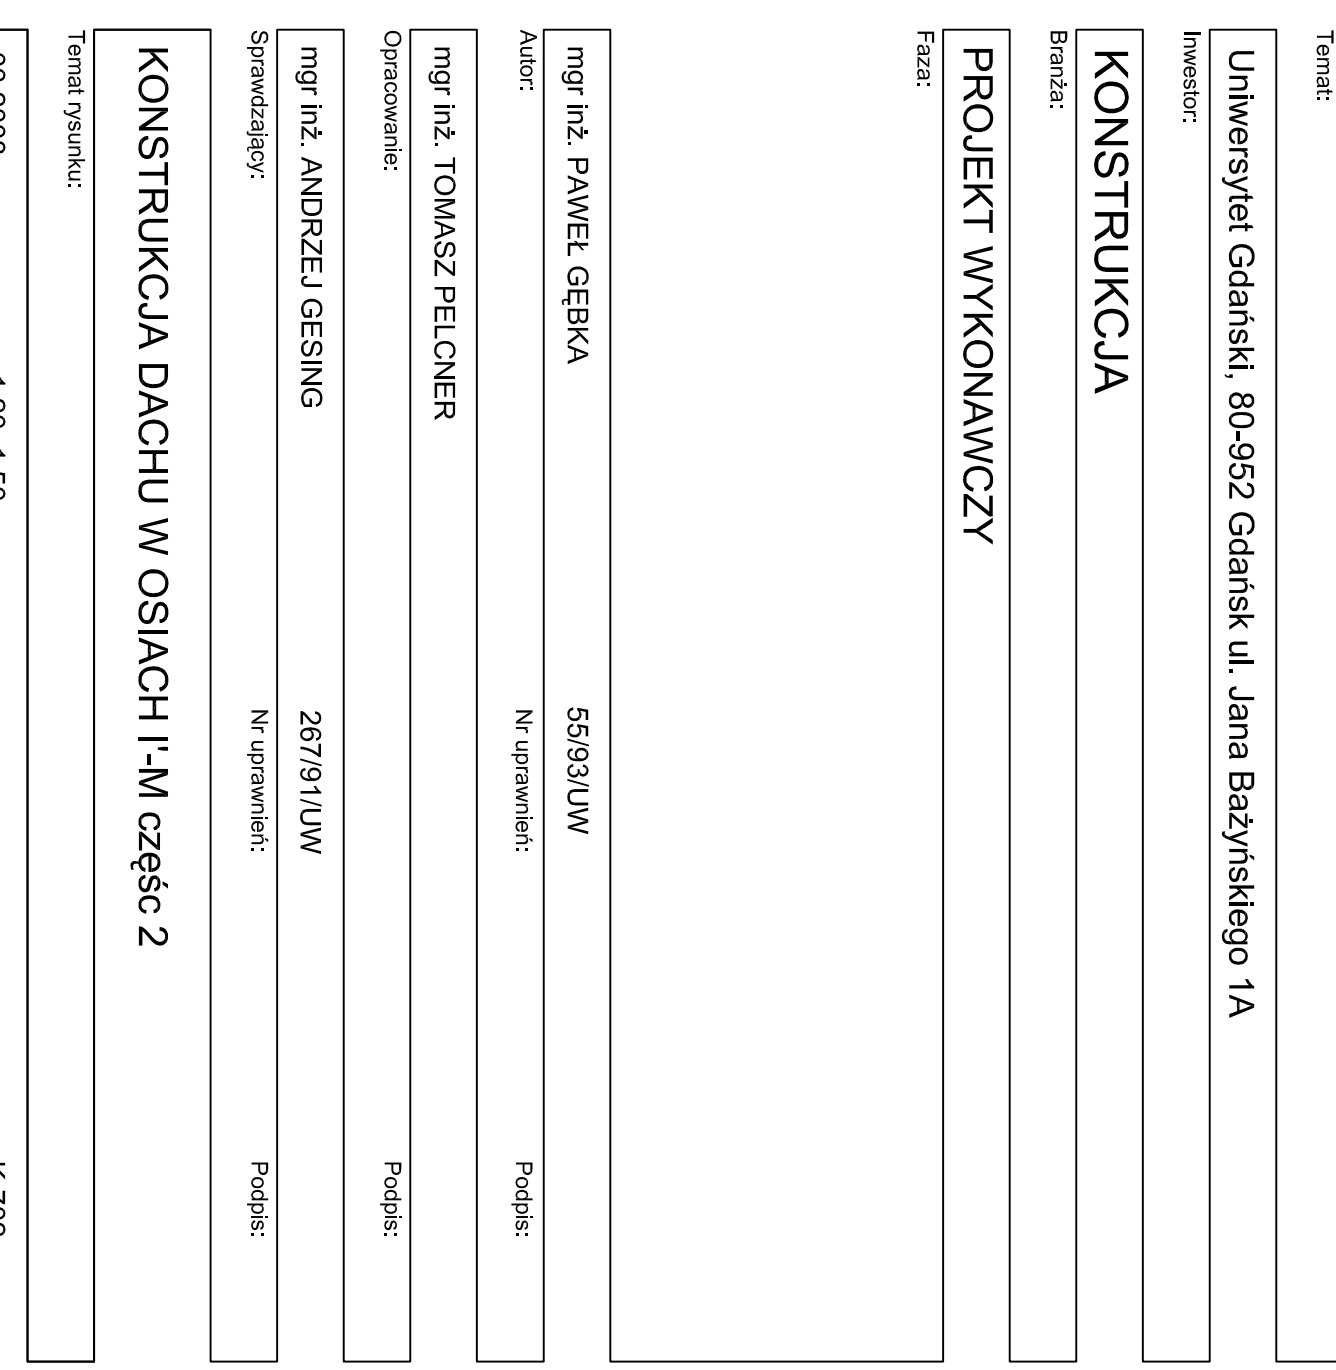 Temat:
Uniwersytet Gdański, 80-952 Gdańsk ul. Jana Bażyńskiego 1A
Inwestor:
KONSTRUKCJA
Branża:
PROJEKT WYKONAWCZY
Faza:
mgr inż. PAWEŁ GĘBKA 55/93/UW
Autor: Nr uprawnień: Podpis:
mgr inż. TOMASZ PELCNER
Opracowanie: Podpis:
mgr inż. ANDRZEJ GESING 267/91/UW
Sprawdzający: Nr uprawnień: Podpis:
KONSTRUKCJA DACHU W OSIACH I'-M częśc 2
Temat rysunku: